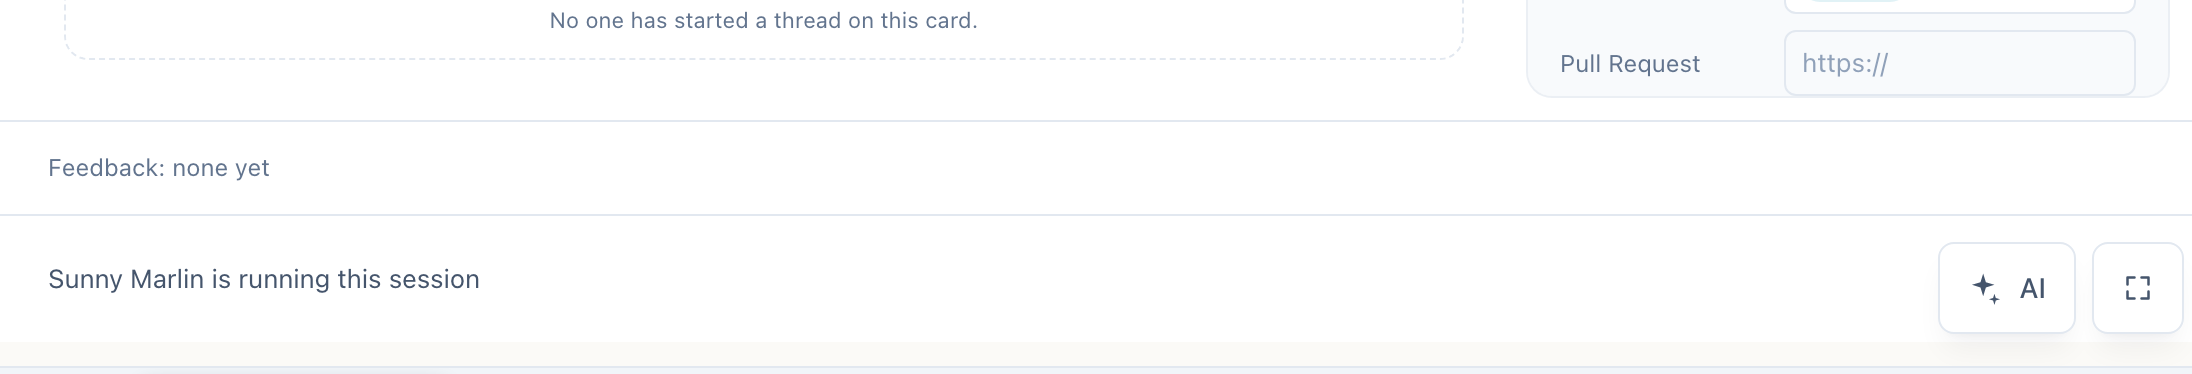 No one has started a thread on this card.
Pull Request
https://
Feedback: none yet
Sunny Marlin is running this session
AI